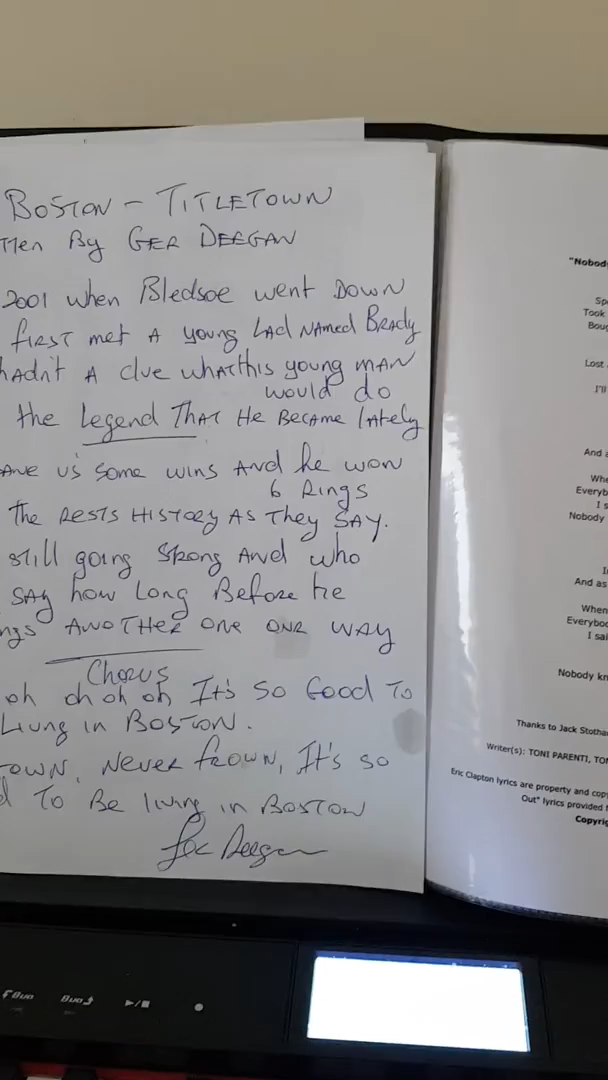 BOSTON - TITLETOWN
tten By GER DEEGAN
2001 when Bledsoe went DOWN
first met A young LAD NAMED BRADY
hadn't A clue what this young MAN
would do
the Legend THAT He BECAME lately
ave us some wins AND he won
6 RINGS
THE RESTS HISTORY AS THEY SAY.
still going strong AND who
SAY how LONG Before he
ngs ANOTHER ONE OUR WAY
Chorus
oh oh oh oh It's so GOOD TO
Living in BOSTON.
TOWN, NEVER FROWN, It's so
d TO BE living in BOSTON
Ger Deegan
"Nobod
Sp
Took
Boug
Lost
I'll
And a
Whe
Everyb
I s
Nobody
I
And as
When
Everybod
I sai
Nobody kn
Thanks to Jack Stotha
Writer(s): TONI PARENTI, TO
Eric Clapton lyrics are property and cop
Out" lyrics provided f
Copyrig